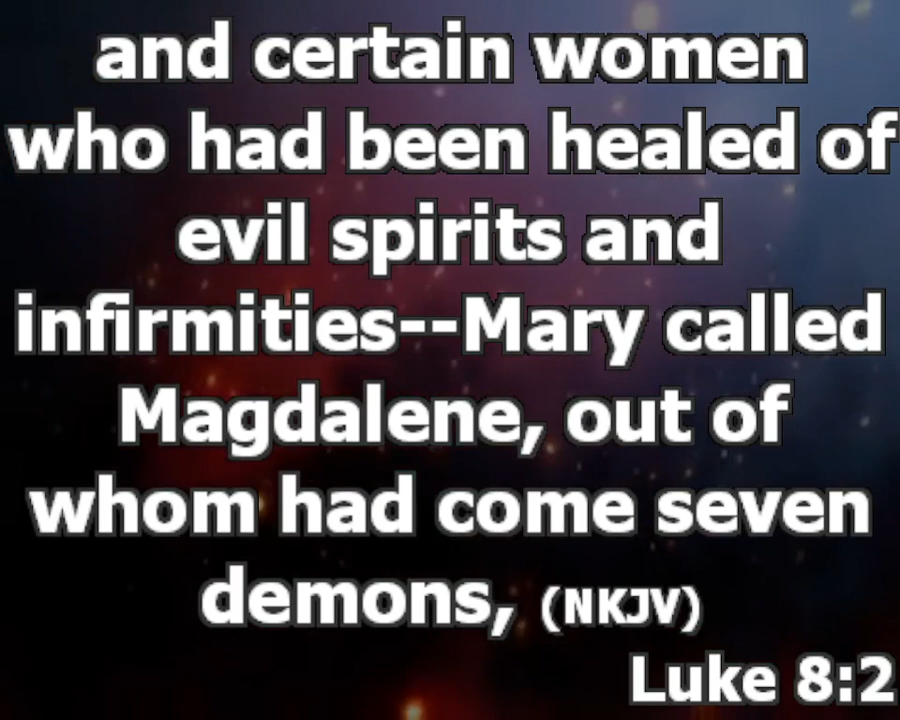 and certain women
who had been healed of
evil spirits and
infirmities--Mary called
Magdalene, out of
whom had come seven
demons, (NKJV)
Luke 8:2